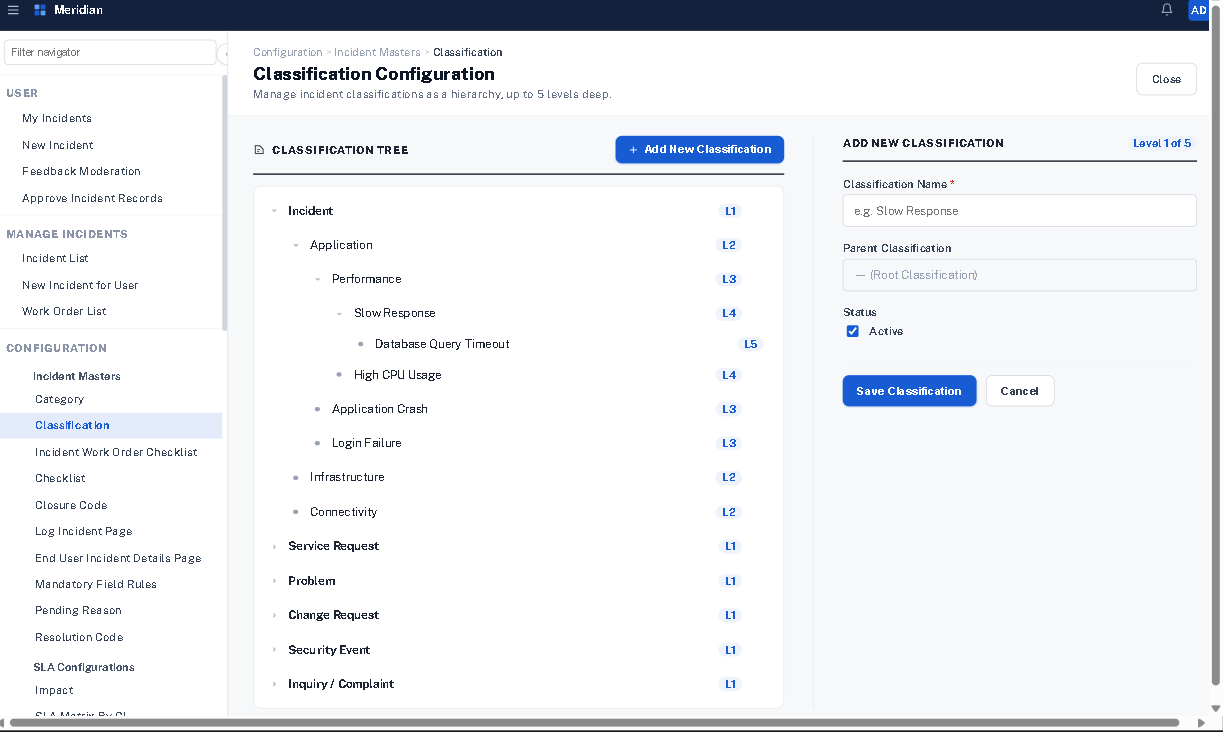 Meridian
AD
Filter navigator
USER
My Incidents
New Incident
Feedback Moderation
Approve Incident Records
MANAGE INCIDENTS
Incident List
New Incident for User
Work Order List
CONFIGURATION
Incident Masters
Category
Classification
Incident Work Order Checklist
Checklist
Closure Code
Log Incident Page
End User Incident Details Page
Mandatory Field Rules
Pending Reason
Resolution Code
SLA Configurations
Impact
SLA Matrix By CI
Configuration > Incident Masters > Classification
Classification Configuration
Manage incident classifications as a hierarchy, up to 5 levels deep.
Close
CLASSIFICATION TREE
+ Add New Classification
Incident L1
Application L2
Performance L3
Slow Response L4
Database Query Timeout L5
High CPU Usage L4
Application Crash L3
Login Failure L3
Infrastructure L2
Connectivity L2
Service Request L1
Problem L1
Change Request L1
Security Event L1
Inquiry / Complaint L1
ADD NEW CLASSIFICATION Level 1 of 5
Classification Name *
e.g. Slow Response
Parent Classification
— (Root Classification)
Status
Active
Save Classification Cancel